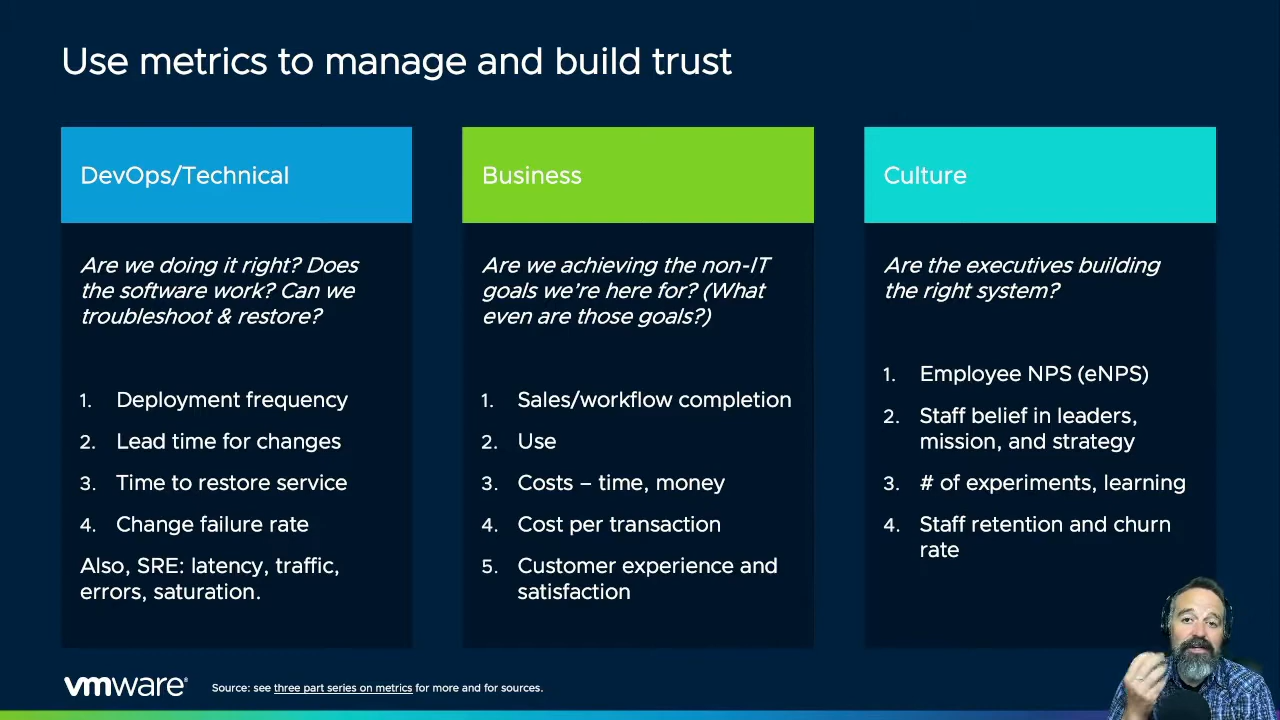 Use metrics to manage and build trust
DevOps/Technical
Are we doing it right? Does
the software work? Can we
troubleshoot & restore?
1. Deployment frequency
2. Lead time for changes
3. Time to restore service
4. Change failure rate
Also, SRE: latency, traffic,
errors, saturation.
Business
Are we achieving the non-IT
goals we're here for? (What
even are those goals?)
1. Sales/workflow completion
2. Use
3. Costs – time, money
4. Cost per transaction
5. Customer experience and
satisfaction
Culture
Are the executives building
the right system?
1. Employee NPS (eNPS)
2. Staff belief in leaders,
mission, and strategy
3. # of experiments, learning
4. Staff retention and churn
rate
vmware®
Source: see three part series on metrics for more and for sources.